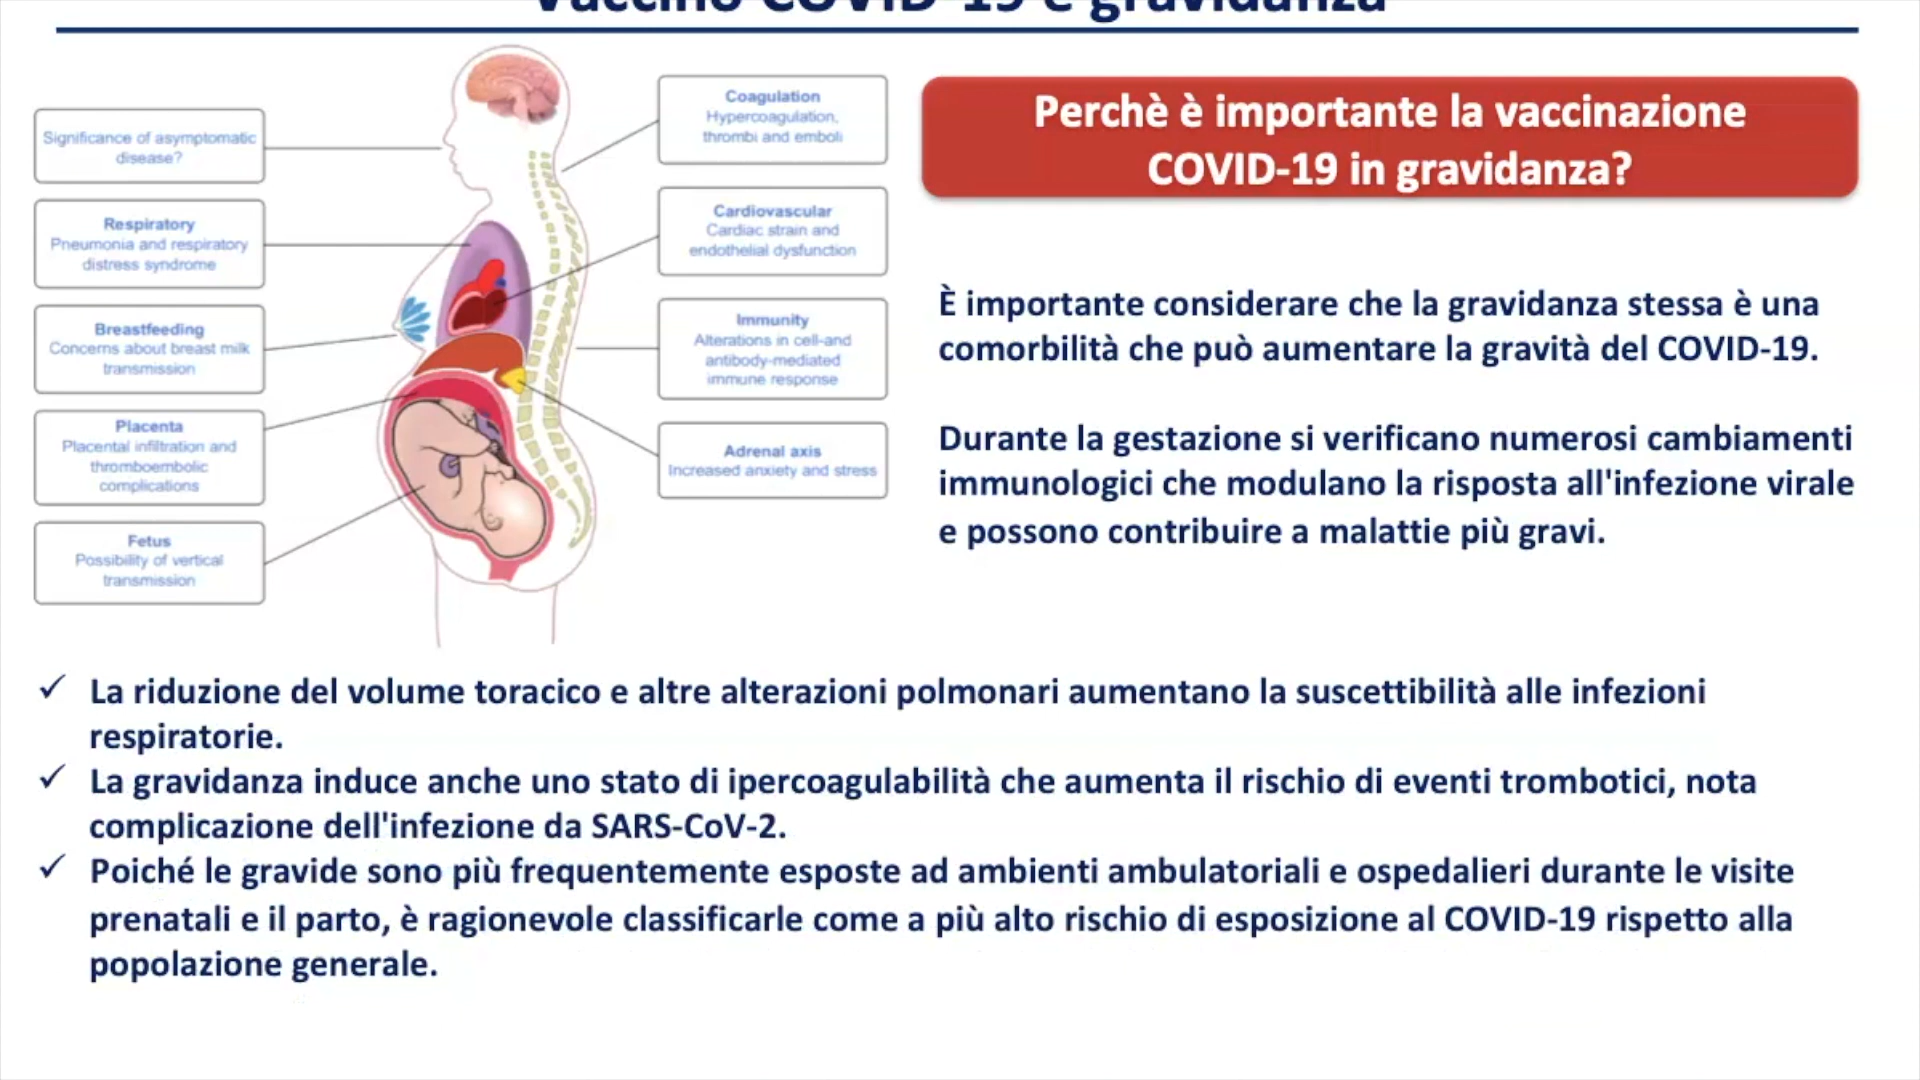 Vaccino COVID-19 e gravidanza
Significance of asymptomatic
disease?
Respiratory
Pneumonia and respiratory
distress syndrome
Breastfeeding
Concerns about breast milk
transmission
Placenta
Placental infiltration and
thromboembolic
complications
Fetus
Possibility of vertical
transmission
Coagulation
Hypercoagulation,
thrombi and emboli
Cardiovascular
Cardiac strain and
endothelial dysfunction
Immunity
Alterations in cell-and
antibody-mediated
immune response
Adrenal axis
Increased anxiety and stress
Perchè è importante la vaccinazione
COVID-19 in gravidanza?
È importante considerare che la gravidanza stessa è una
comorbilità che può aumentare la gravità del COVID-19.
Durante la gestazione si verificano numerosi cambiamenti
immunologici che modulano la risposta all'infezione virale
e possono contribuire a malattie più gravi.
✓ La riduzione del volume toracico e altre alterazioni polmonari aumentano la suscettibilità alle infezioni
respiratorie.
✓ La gravidanza induce anche uno stato di ipercoagulabilità che aumenta il rischio di eventi trombotici, nota
complicazione dell'infezione da SARS-CoV-2.
✓ Poiché le gravide sono più frequentemente esposte ad ambienti ambulatoriali e ospedalieri durante le visite
prenatali e il parto, è ragionevole classificarle come a più alto rischio di esposizione al COVID-19 rispetto alla
popolazione generale.